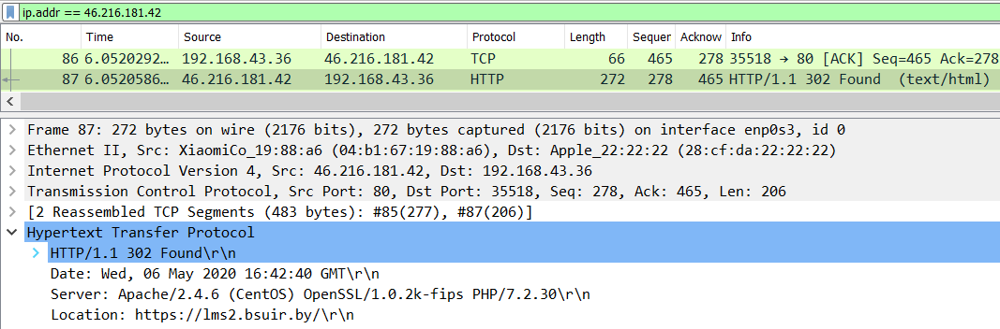 ip.addr == 46.216.181.42
No. Time Source Destination Protocol Length Sequer Acknow Info
86 6.0520292... 192.168.43.36 46.216.181.42 TCP 66 465 278 35518 → 80 [ACK] Seq=465 Ack=278
87 6.0520586... 46.216.181.42 192.168.43.36 HTTP 272 278 465 HTTP/1.1 302 Found (text/html)
Frame 87: 272 bytes on wire (2176 bits), 272 bytes captured (2176 bits) on interface enp0s3, id 0
Ethernet II, Src: XiaomiCo_19:88:a6 (04:b1:67:19:88:a6), Dst: Apple_22:22:22 (28:cf:da:22:22:22)
Internet Protocol Version 4, Src: 46.216.181.42, Dst: 192.168.43.36
Transmission Control Protocol, Src Port: 80, Dst Port: 35518, Seq: 278, Ack: 465, Len: 206
[2 Reassembled TCP Segments (483 bytes): #85(277), #87(206)]
Hypertext Transfer Protocol
HTTP/1.1 302 Found\r\n
Date: Wed, 06 May 2020 16:42:40 GMT\r\n
Server: Apache/2.4.6 (CentOS) OpenSSL/1.0.2k-fips PHP/7.2.30\r\n
Location: https://lms2.bsuir.by/\r\n